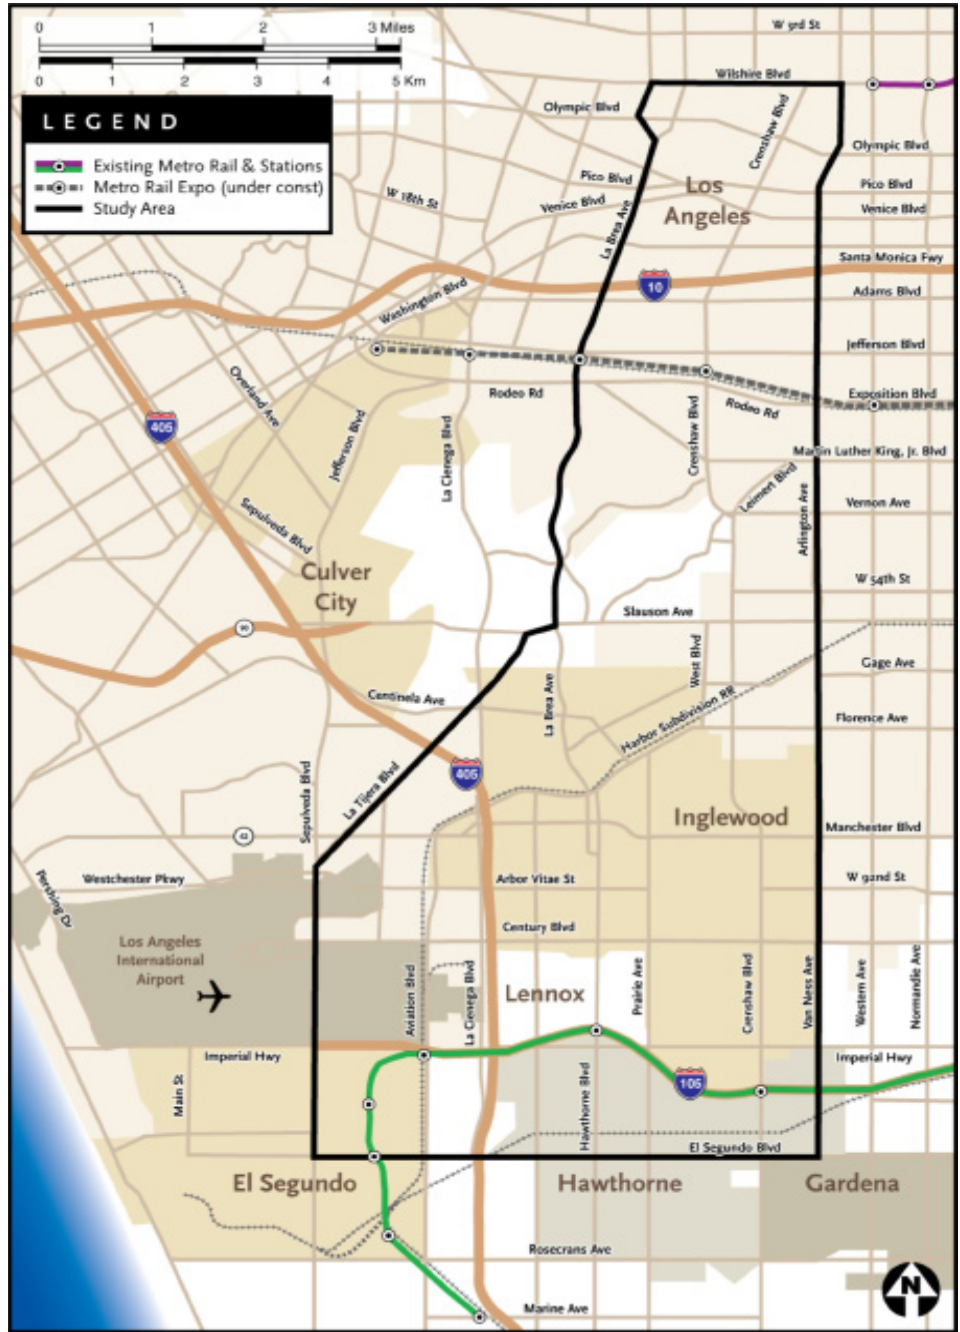 0 1 2 3 Miles
0 1 2 3 4 5 Km
LEGEND
Existing Metro Rail & Stations
Metro Rail Expo (under const)
Study Area
W 3rd St
Wilshire Blvd
Olympic Blvd
Crenshaw Blvd
Olympic Blvd
Pico Blvd
Los
Angeles
Pico Blvd
W 18th St
Venice Blvd
Venice Blvd
La Brea Ave
Santa Monica Fwy
10
Adams Blvd
Washington Blvd
Jefferson Blvd
Overland Ave
Rodeo Rd
Rodeo Rd
Exposition Blvd
405
Jefferson Blvd
La Cienega Blvd
Crenshaw Blvd
Martin Luther King, Jr. Blvd
Leimert Blvd
Vernon Ave
Arlington Ave
Sepulveda Blvd
Culver
City
W 54th St
Slauson Ave
90
West Blvd
Gage Ave
Centinela Ave
La Brea Ave
Harbor Subdivision RR
Florence Ave
405
La Tijera Blvd
Sepulveda Blvd
Inglewood
42
Manchester Blvd
Westchester Pkwy
Pershing Dr
Arbor Vitae St
W 92nd St
Century Blvd
Los Angeles
International
Airport
Lennox
Aviation Blvd
La Cienega Blvd
Prairie Ave
Crenshaw Blvd
Van Ness Ave
Western Ave
Normandie Ave
Imperial Hwy
Imperial Hwy
Main St
105
Hawthorne Blvd
El Segundo Blvd
El Segundo
Hawthorne
Gardena
Rosecrans Ave
Marine Ave
N